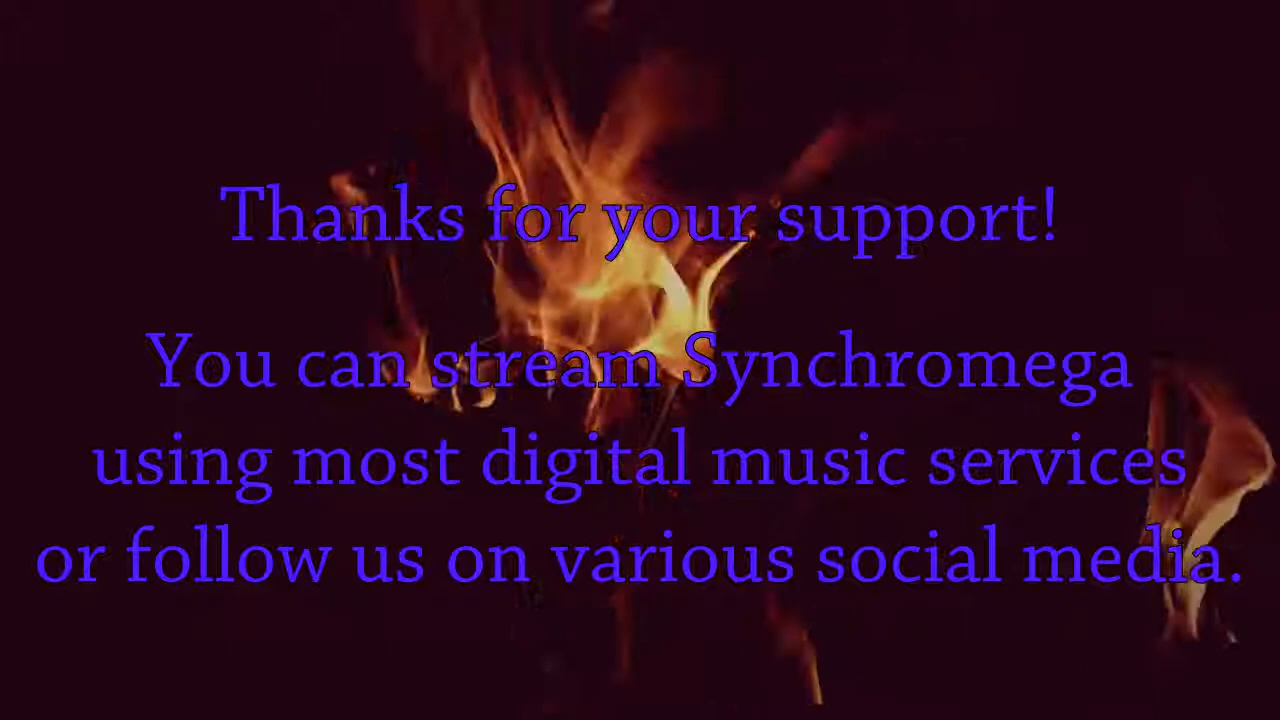 Thanks for your support!
You can stream Synchromega
using most digital music services
or follow us on various social media.